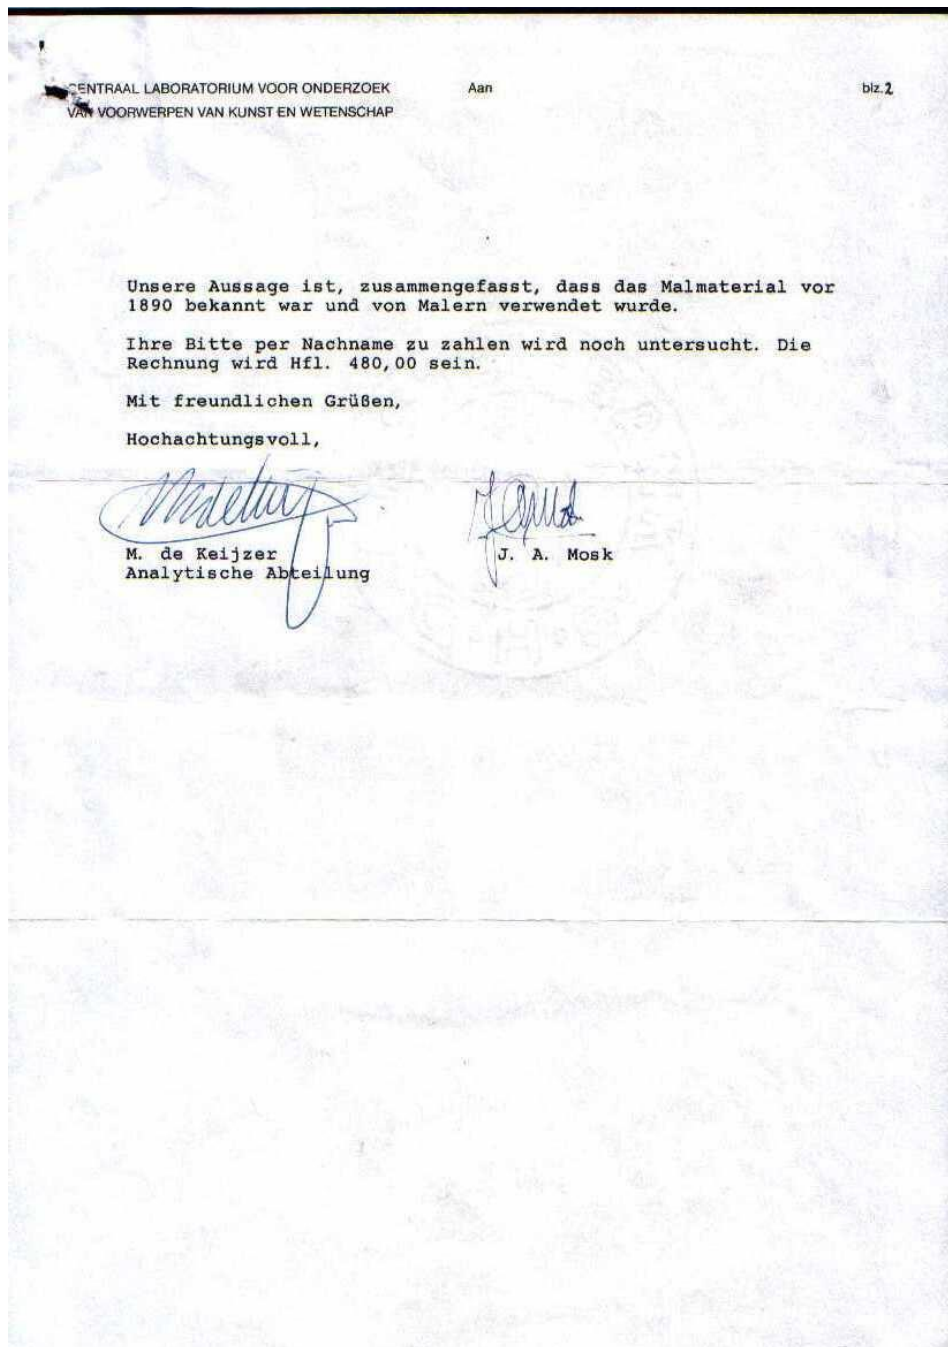 CENTRAAL LABORATORIUM VOOR ONDERZOEK
VAN VOORWERPEN VAN KUNST EN WETENSCHAP
Aan
blz.2
Unsere Aussage ist, zusammengefasst, dass das Malmaterial vor
1890 bekannt war und von Malern verwendet wurde.
Ihre Bitte per Nachname zu zahlen wird noch untersucht. Die
Rechnung wird Hfl. 480,00 sein.
Mit freundlichen Grüßen,
Hochachtungsvoll,
M. de Keijzer
Analytische Abteilung
J. A. Mosk